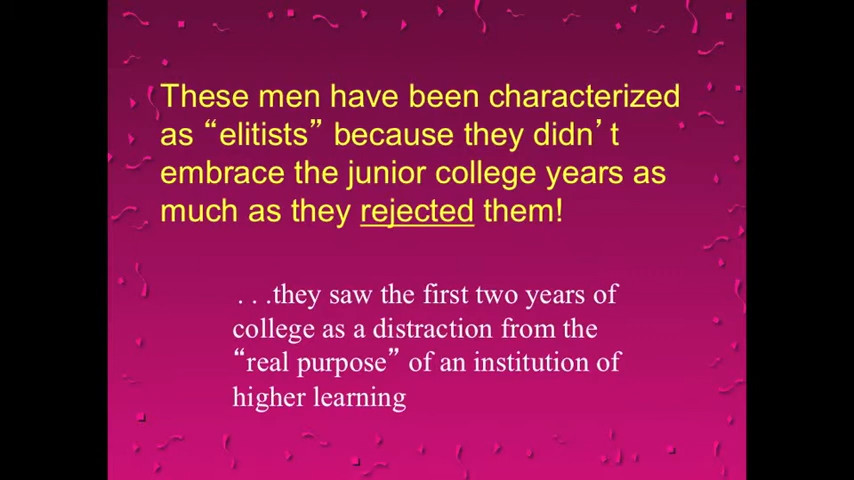 These men have been characterized
as “elitists” because they didn’t
embrace the junior college years as
much as they rejected them!
. . .they saw the first two years of
college as a distraction from the
“real purpose” of an institution of
higher learning